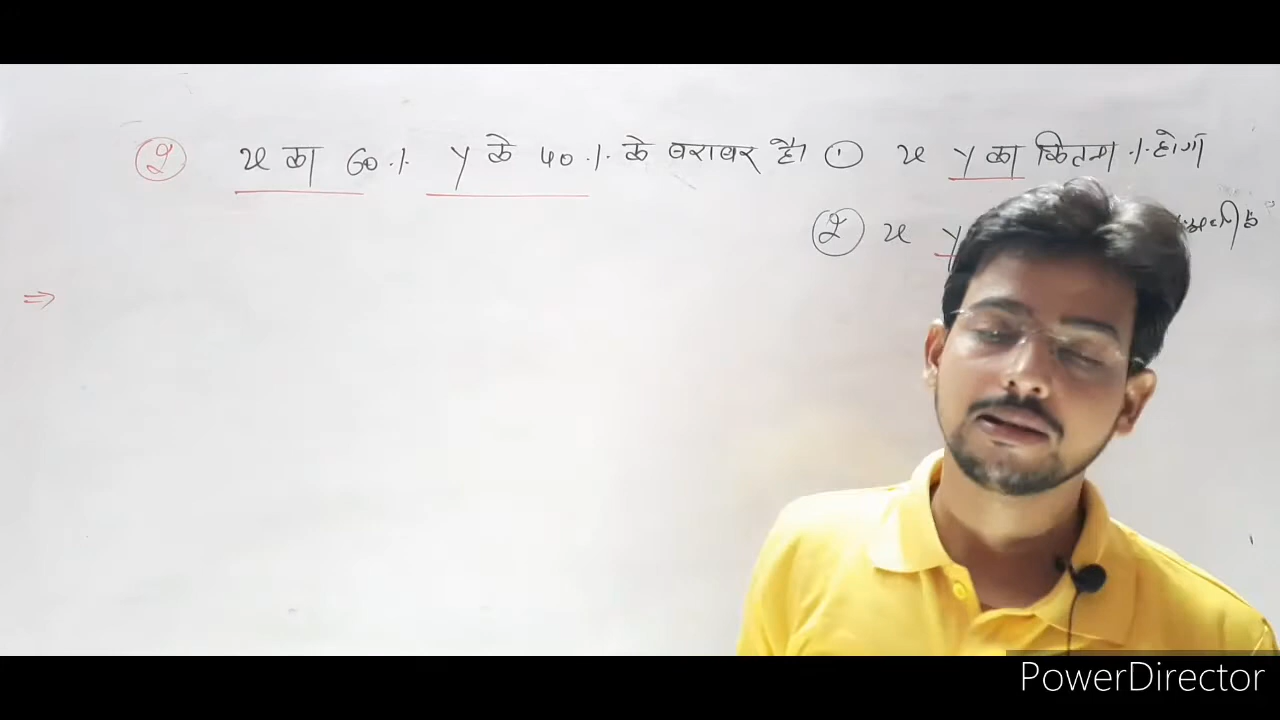 2 x का 60% y के 40% के बराबर है। ① x y का कितना % होगा
② x y
⇒
PowerDirector